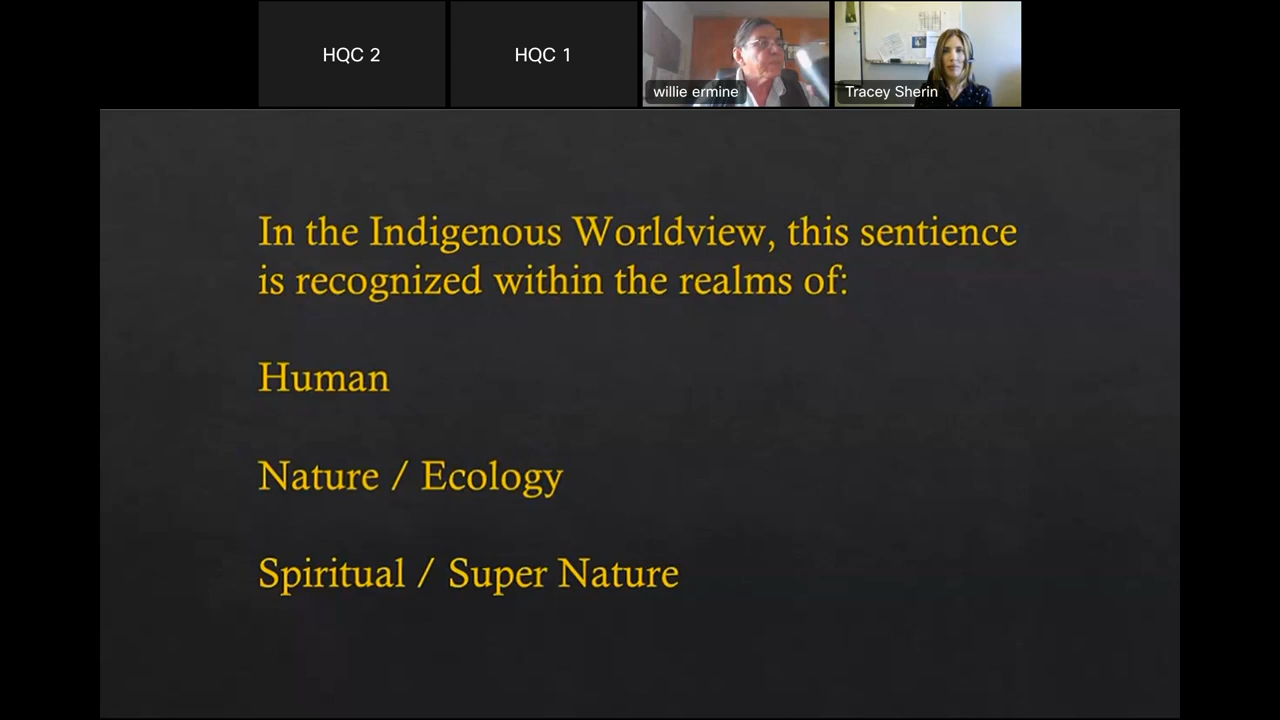 HQC 2
HQC 1
willie ermine
Tracey Sherin
In the Indigenous Worldview, this sentience
is recognized within the realms of:
Human
Nature / Ecology
Spiritual / Super Nature